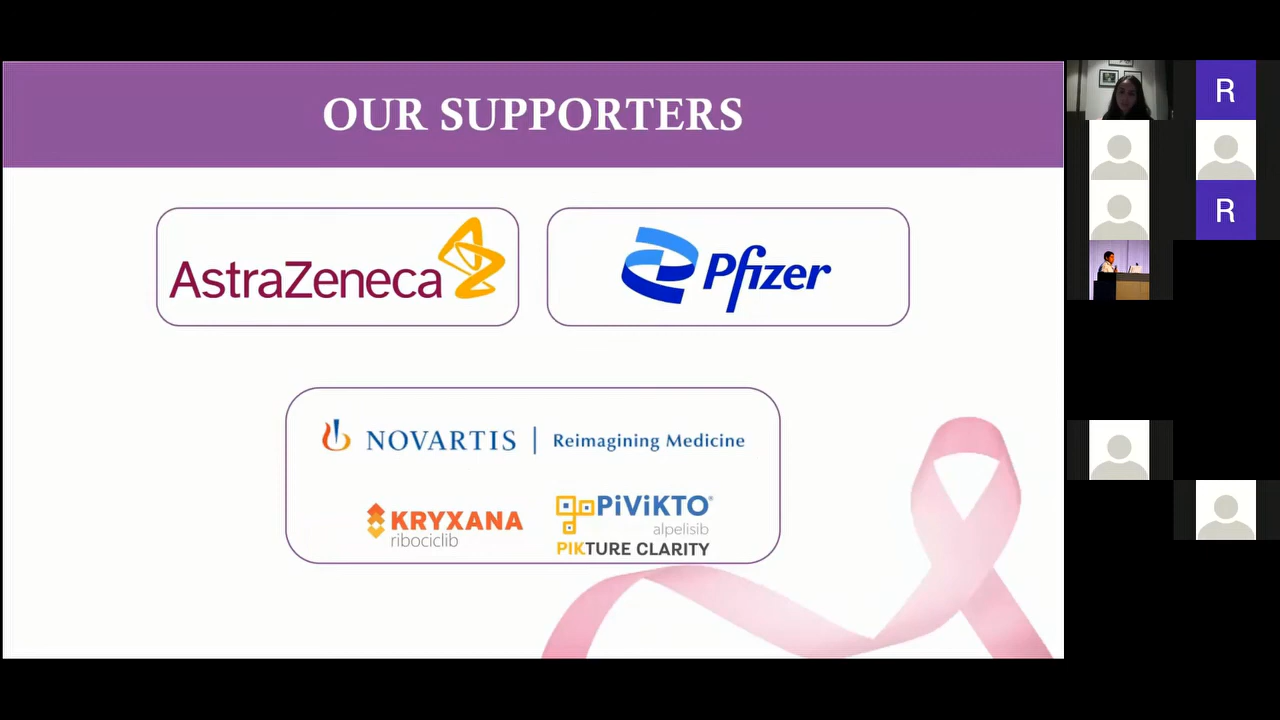 OUR SUPPORTERS
AstraZeneca
Pfizer
NOVARTIS | Reimagining Medicine
KRYXANA
ribociclib
PiViKTO®
alpelisib
PIKTURE CLARITY
R
R